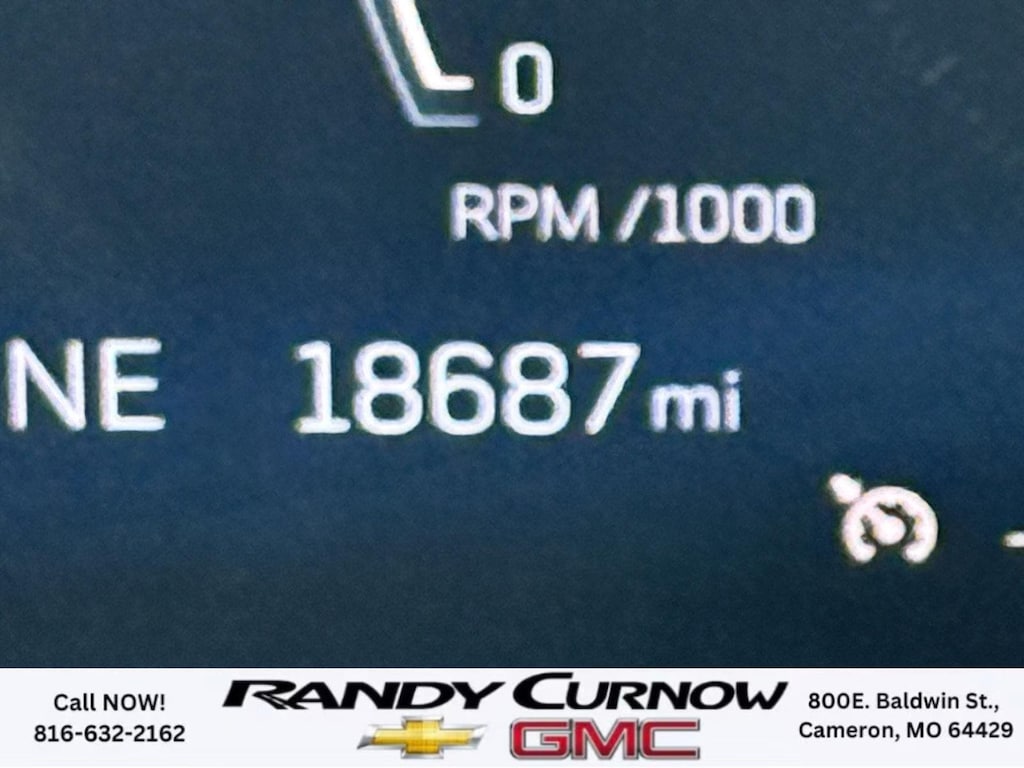 0
RPM /1000
NE 18687 mi
Call NOW!
816-632-2162
RANDY CURNOW
GMC
800E. Baldwin St.,
Cameron, MO 64429